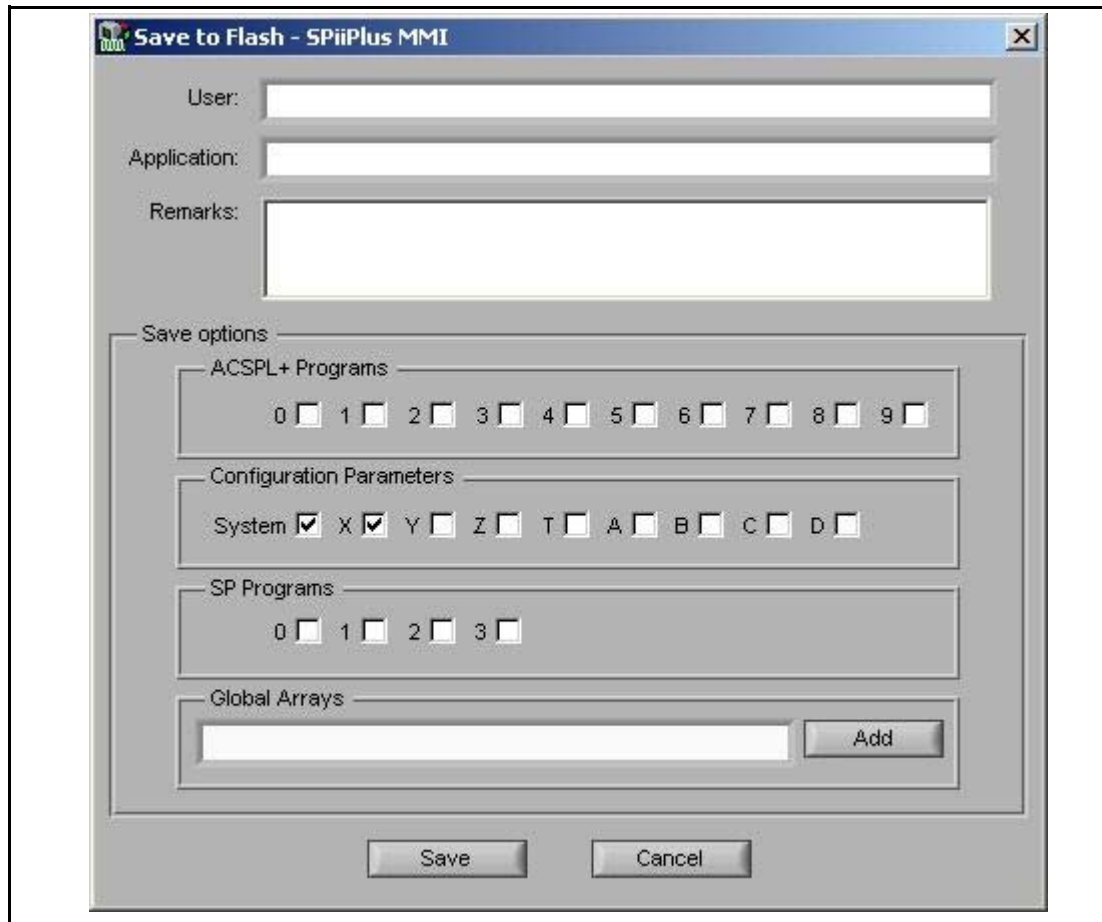 Save to Flash - SPiiPlus MMI
User:
Application:
Remarks:
Save options
ACSPL+ Programs
0 1 2 3 4 5 6 7 8 9
Configuration Parameters
System X Y Z T A B C D
SP Programs
0 1 2 3
Global Arrays
Add
Save Cancel